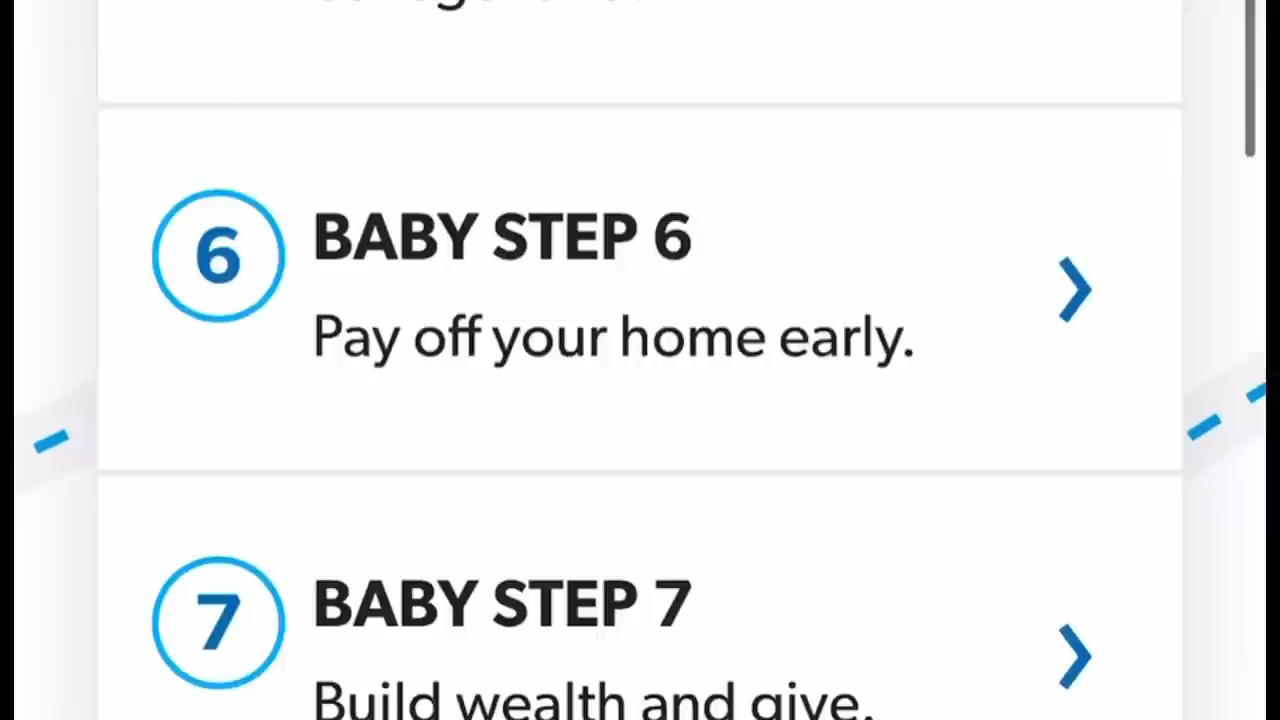 6
BABY STEP 6
Pay off your home early.
7
BABY STEP 7
Build wealth and give.